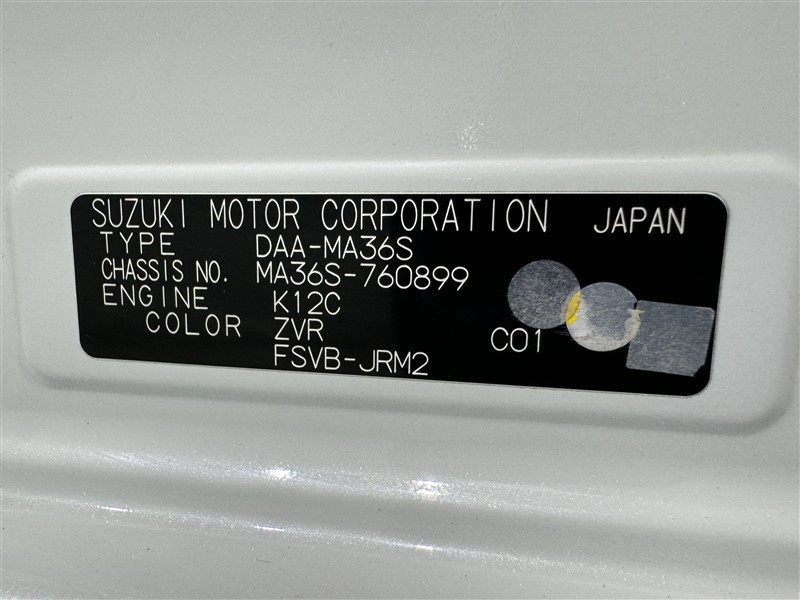 SUZUKI MOTOR CORPORATION JAPAN
TYPE DAA-MA36S
CHASSIS NO. MA36S-760899
ENGINE K12C
COLOR ZVR C01
FSVB-JRM2